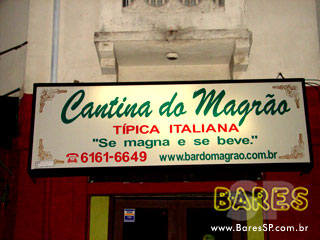 Cantina do Magrão
TÍPICA ITALIANA
"Se magna e se beve."
6161-6649 www.bardomagrao.com.br
BARES SP
www.BaresSP.com.br